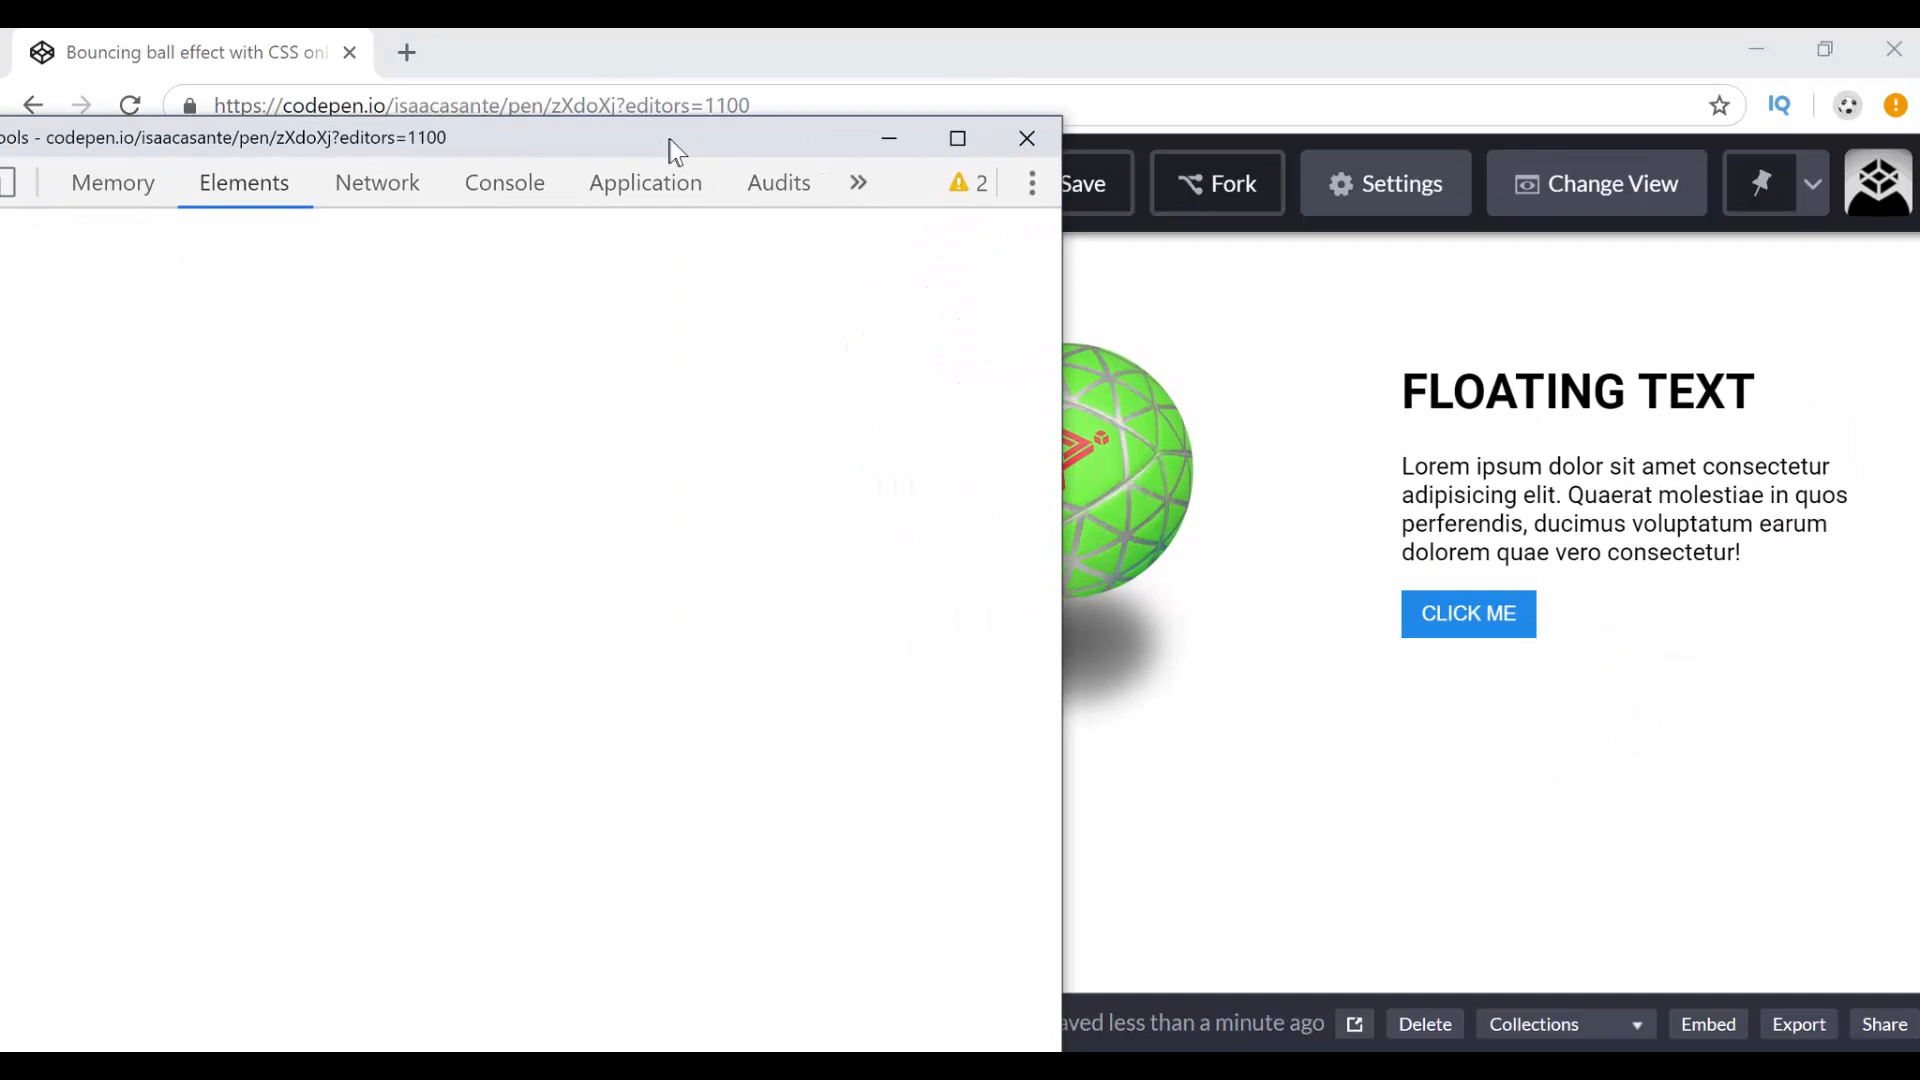 Bouncing ball effect with CSS onl
https://codepen.io/isaacasante/pen/zXdoXj?editors=1100
IQ
ools - codepen.io/isaacasante/pen/zXdoXj?editors=1100
Memory Elements Network Console Application Audits 2
Save Fork Settings Change View
FLOATING TEXT
Lorem ipsum dolor sit amet consectetur
adipisicing elit. Quaerat molestiae in quos
perferendis, ducimus voluptatum earum
dolorem quae vero consectetur!
CLICK ME
aved less than a minute ago Delete Collections Embed Export Share